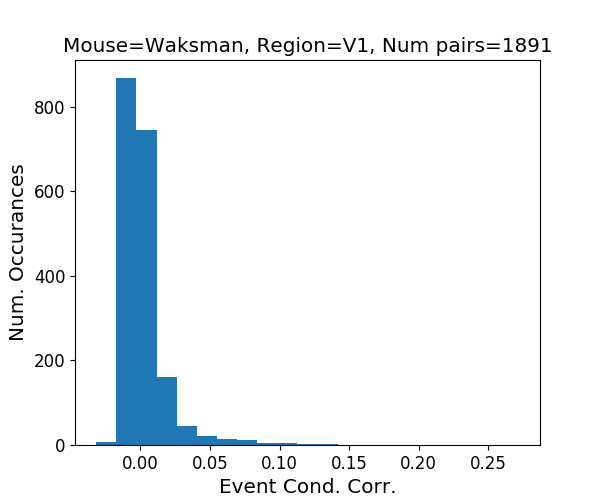 Mouse=Waksman, Region=V1, Num pairs=1891
Num. Occurances
800
600
400
200
0
0.00 0.05 0.10 0.15 0.20 0.25
Event Cond. Corr.